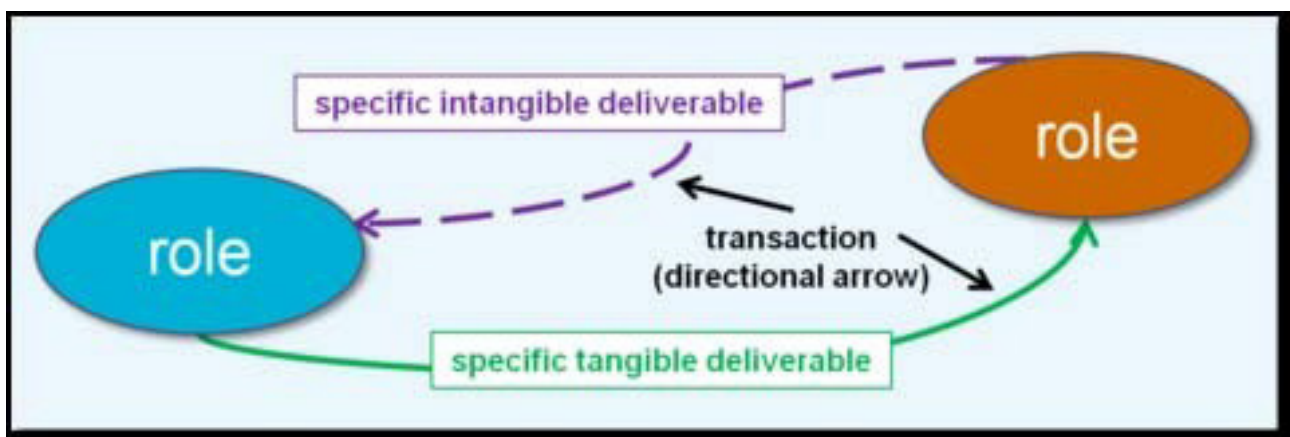 specific intangible deliverable
role
role
transaction
(directional arrow)
specific tangible deliverable